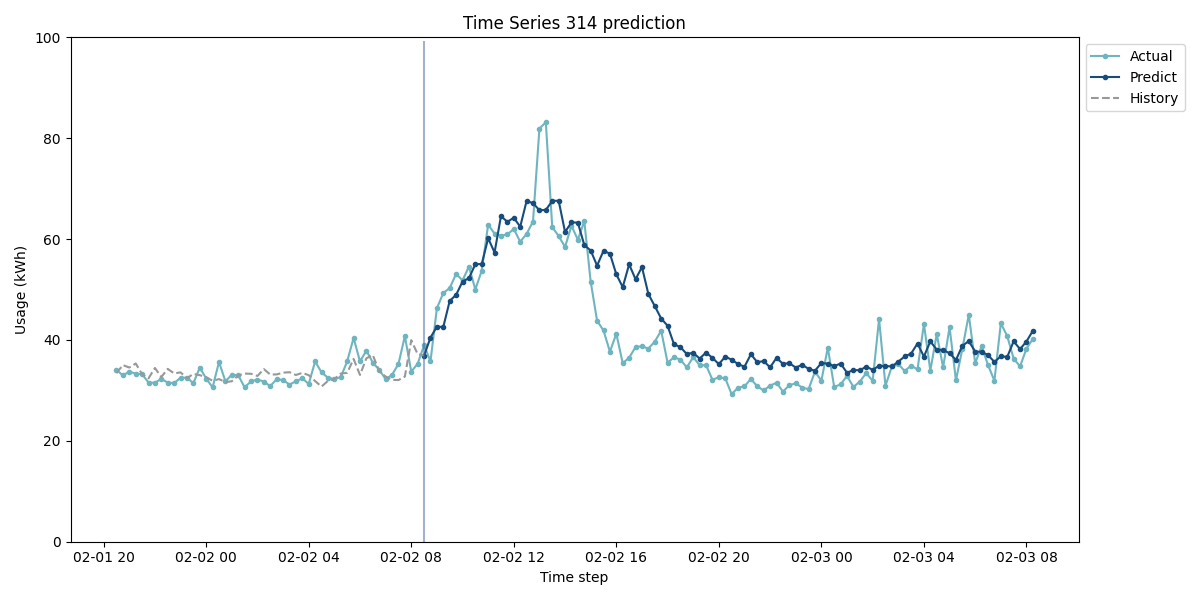 Time Series 314 prediction
100
80
60
40
20
0
Usage (kWh)
02-01 20
02-02 00
02-02 04
02-02 08
02-02 12
02-02 16
02-02 20
02-03 00
02-03 04
02-03 08
Time step
Actual
Predict
History